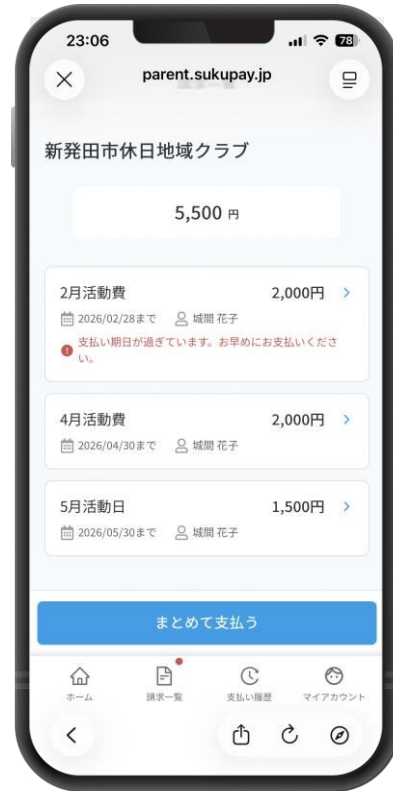 23:06
78
parent.sukupay.jp
新発田市休日地域クラブ
5,500 円
2月活動費 2,000円
2026/02/28まで 城間 花子
支払い期日が過ぎています。お早めにお支払いくださ
い。
4月活動費 2,000円
2026/04/30まで 城間 花子
5月活動日 1,500円
2026/05/30まで 城間 花子
まとめて支払う
ホーム 請求一覧 支払い履歴 マイアカウント